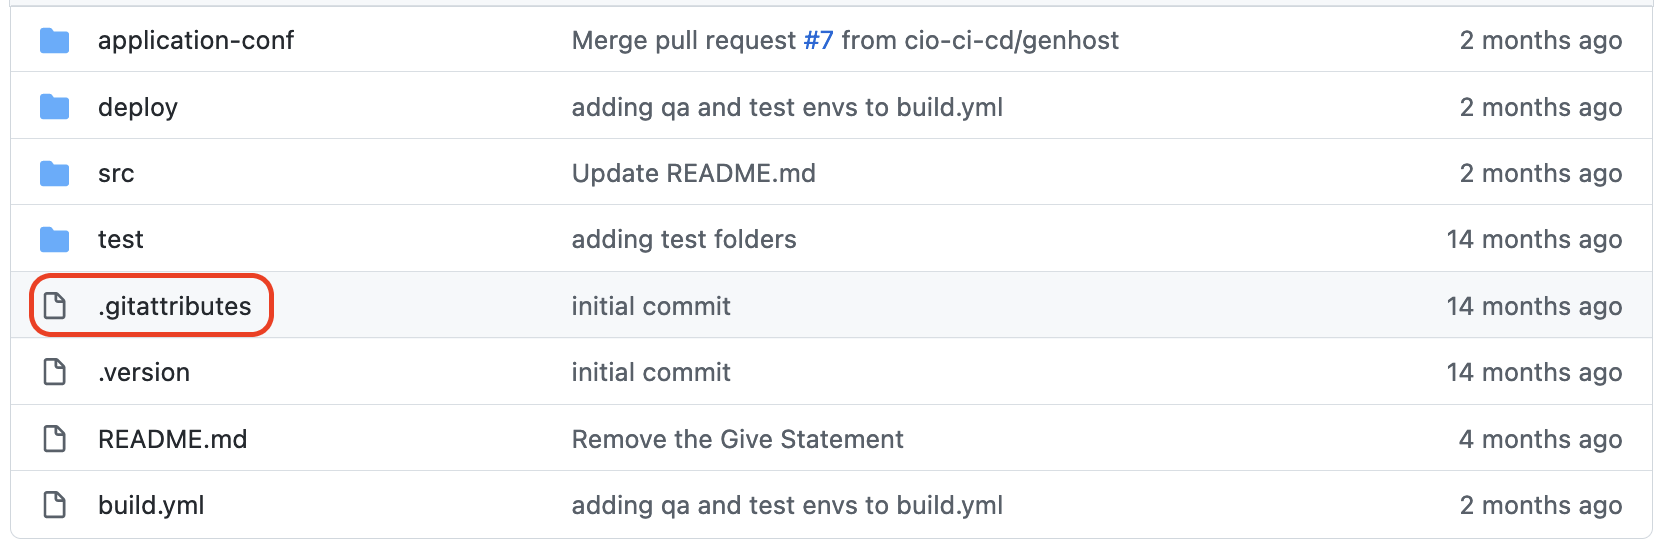 application-conf Merge pull request #7 from cio-ci-cd/genhost 2 months ago
deploy adding qa and test envs to build.yml 2 months ago
src Update README.md 2 months ago
test adding test folders 14 months ago
.gitattributes initial commit 14 months ago
.version initial commit 14 months ago
README.md Remove the Give Statement 4 months ago
build.yml adding qa and test envs to build.yml 2 months ago